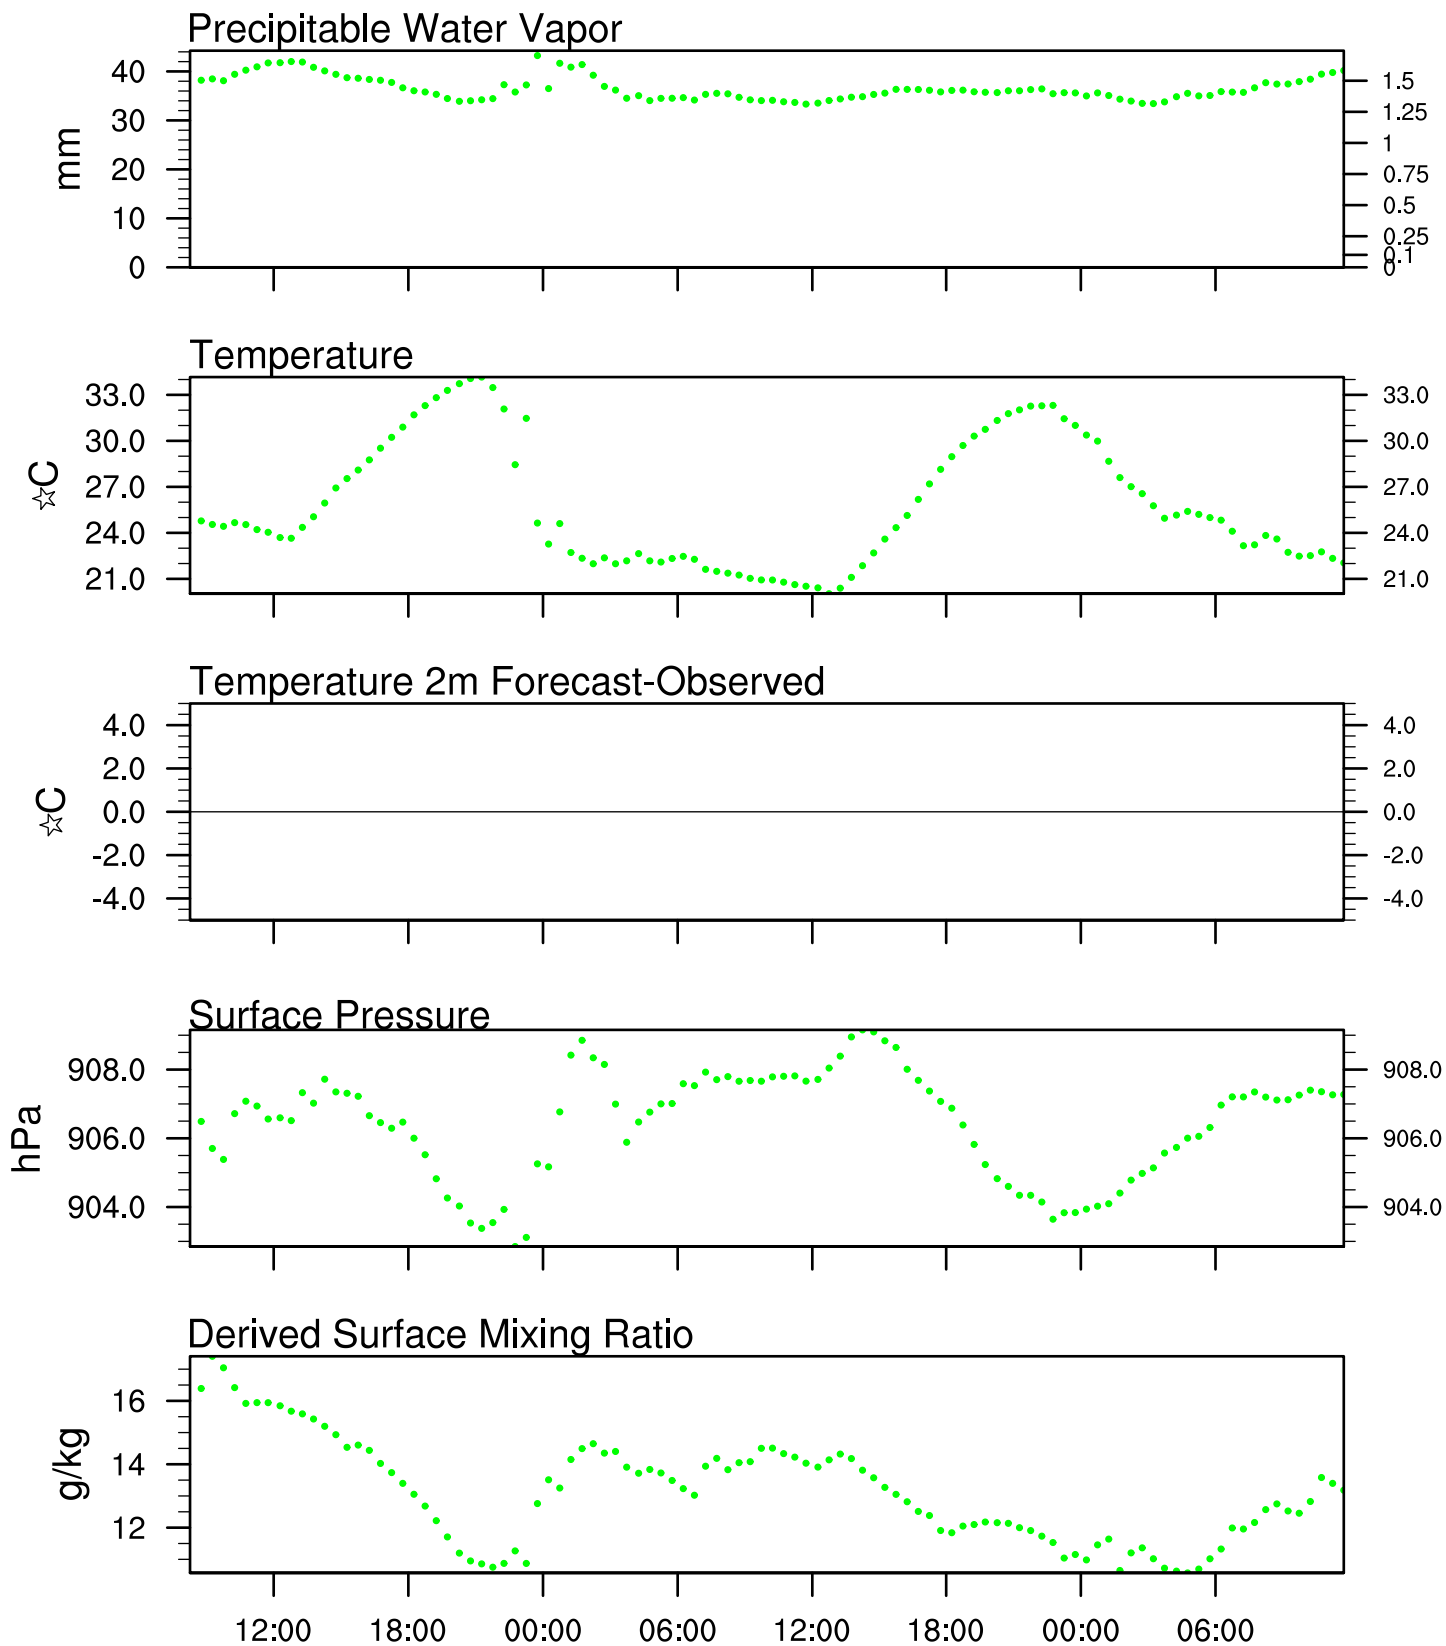 Precipitable Water Vapor
mm
40
30
20
10
0
1.5
1.25
1
0.75
0.5
0.25
0.1
0
Temperature
☆C
33.0 33.0
30.0 30.0
27.0 27.0
24.0 24.0
21.0 21.0
Temperature 2m Forecast-Observed
☆C
4.0 4.0
2.0 2.0
0.0 0.0
-2.0 -2.0
-4.0 -4.0
Surface Pressure
hPa
908.0 908.0
906.0 906.0
904.0 904.0
Derived Surface Mixing Ratio
g/kg
16
14
12
12:00 18:00 00:00 06:00 12:00 18:00 00:00 06:00